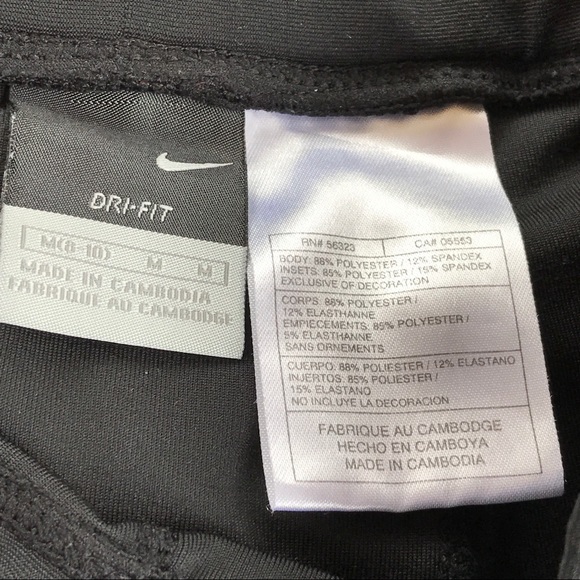 DRI-FIT
M(8-10) M M
MADE IN CAMBODIA
FABRIQUE AU CAMBODGE
RN# 56323 CA# 05553
BODY: 88% POLYESTER / 12% SPANDEX
INSETS: 85% POLYESTER / 15% SPANDEX
EXCLUSIVE OF DECORATION
CORPS: 88% POLYESTER /
12% ELASTHANNE
EMPIECEMENTS: 85% POLYESTER /
5% ELASTHANNE
SANS ORNEMENTS
CUERPO: 88% POLIESTER / 12% ELASTANO
INJERTOS: 85% POLIESTER /
15% ELASTANO
NO INCLUYE LA DECORACION
FABRIQUE AU CAMBODGE
HECHO EN CAMBOYA
MADE IN CAMBODIA